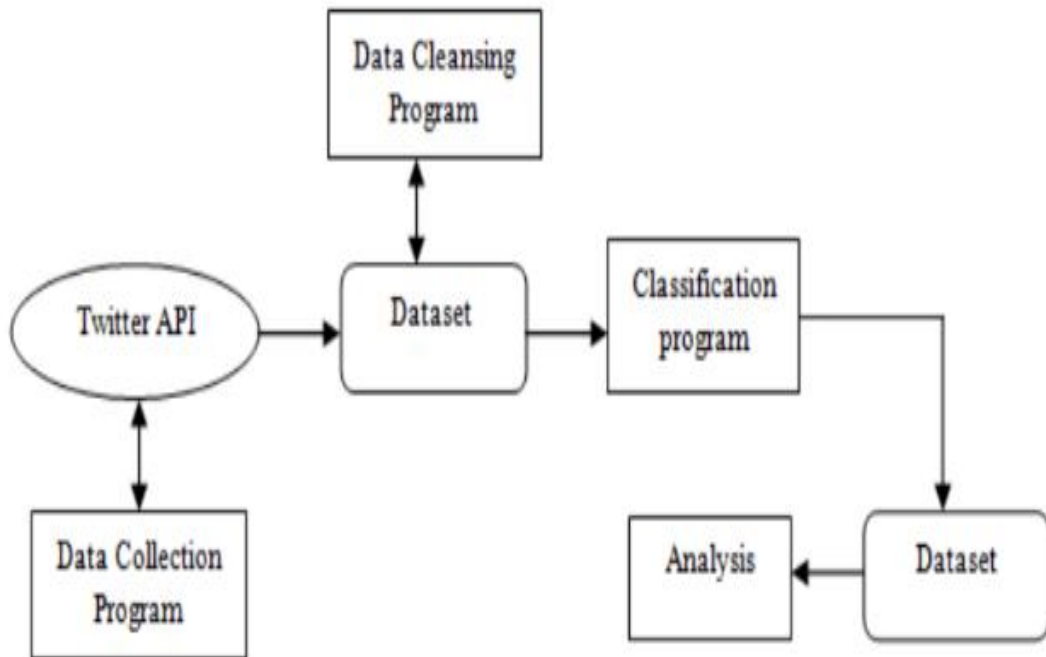 Data Cleansing
Program
Twitter API
Dataset
Classification
program
Data Collection
Program
Analysis
Dataset